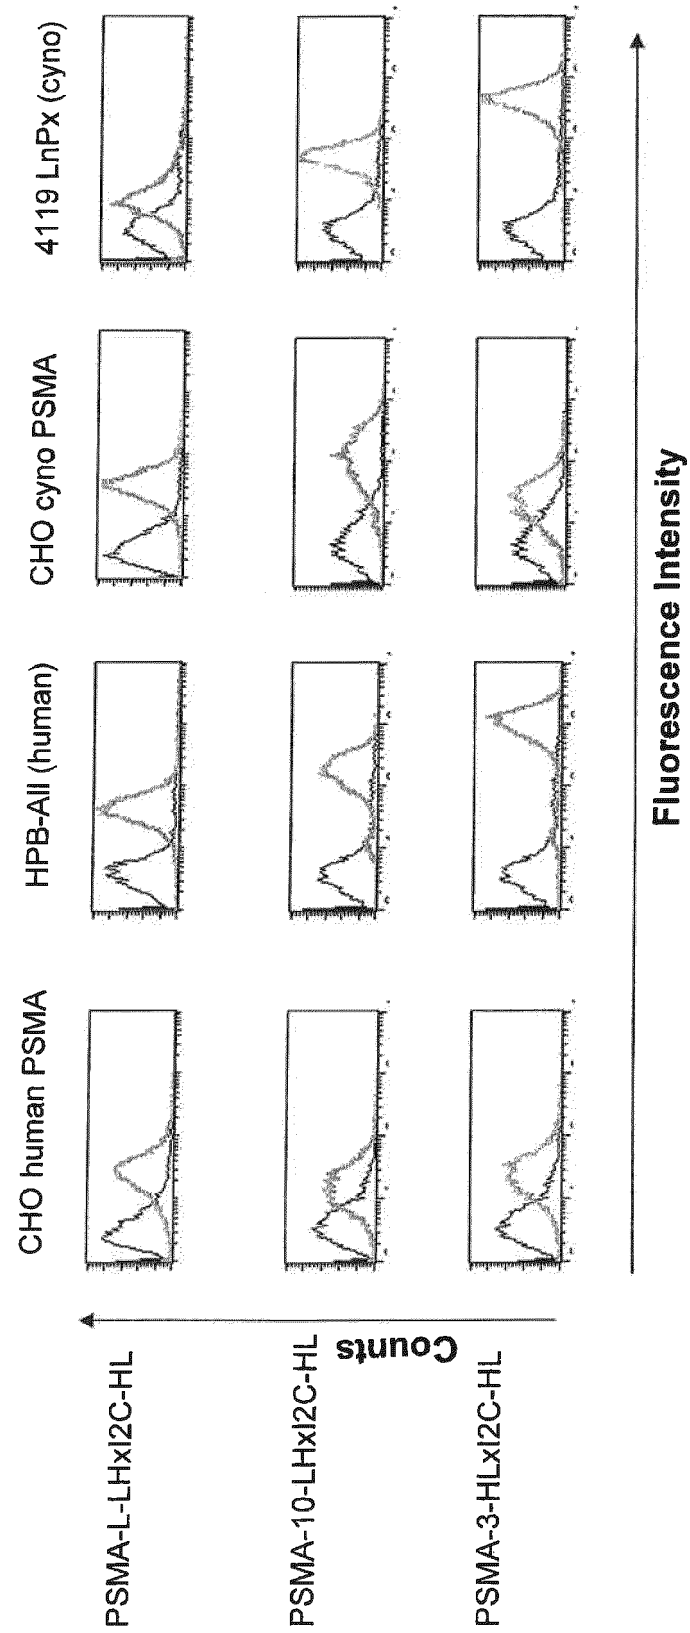 CHO human PSMA
HPB-All (human)
CHO cyno PSMA
4119 LnPx (cyno)
PSMA-L-LHxI2C-HL
PSMA-10-LHxI2C-HL
PSMA-3-HLxI2C-HL
Counts
Fluorescence Intensity